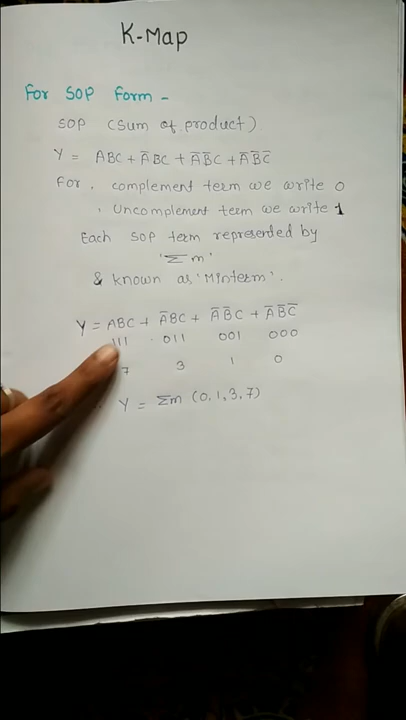 K-Map
For SOP Form -
SOP (Sum of product)
Y = ABC + A̅BC + A̅B̅C + A̅B̅C̅
For, complement term we write 0
, Uncomplement term we write 1
Each SOP term represented by
'Σm'
& known as 'Minterm'.
Y = ABC + A̅BC + A̅B̅C + A̅B̅C̅
111 011 001 000
7 3 1 0
Y = Σm (0,1,3,7)